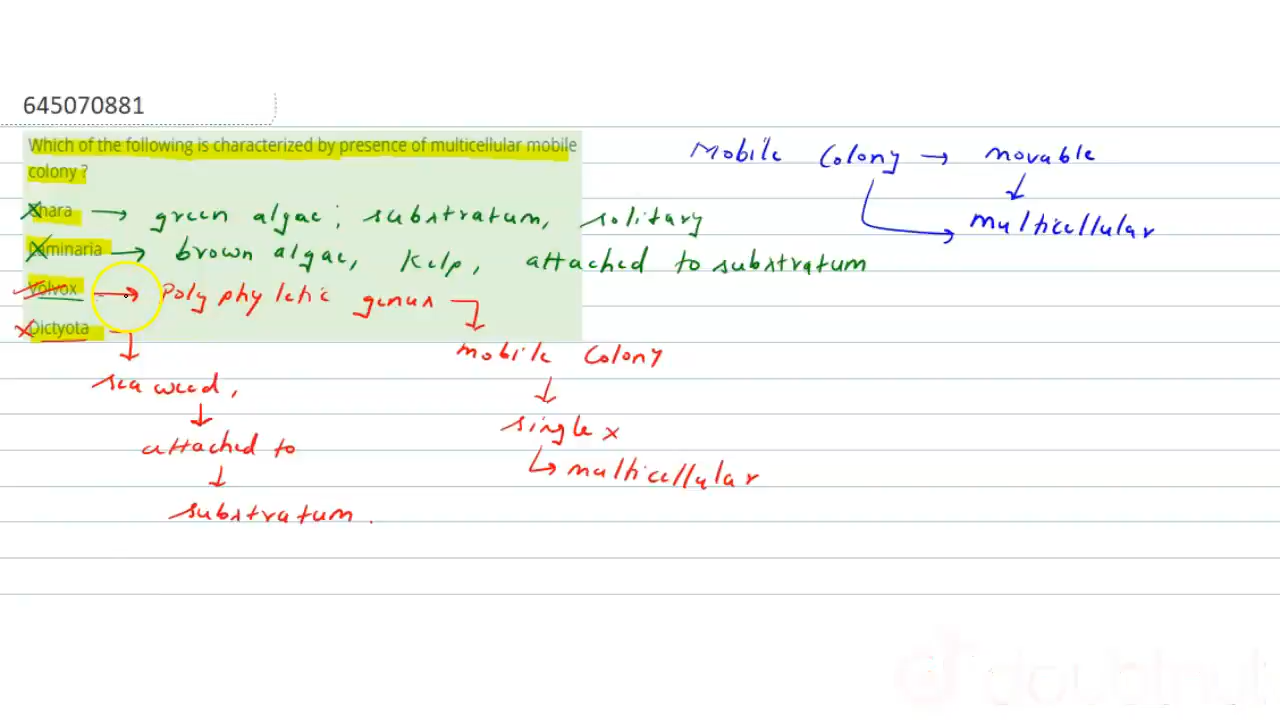 645070881
Which of the following is characterized by presence of multicellular mobile
colony ?
Chara → green algae; substratum, solitary
Laminaria → brown algae, Kelp, attached to substratum
Volvox → Polyphyletic genus
Dictyota
mobile Colony
sea weed,
single x
attached to
multicellular
substratum.
Mobile Colony → movable
multicellular
doubtnut